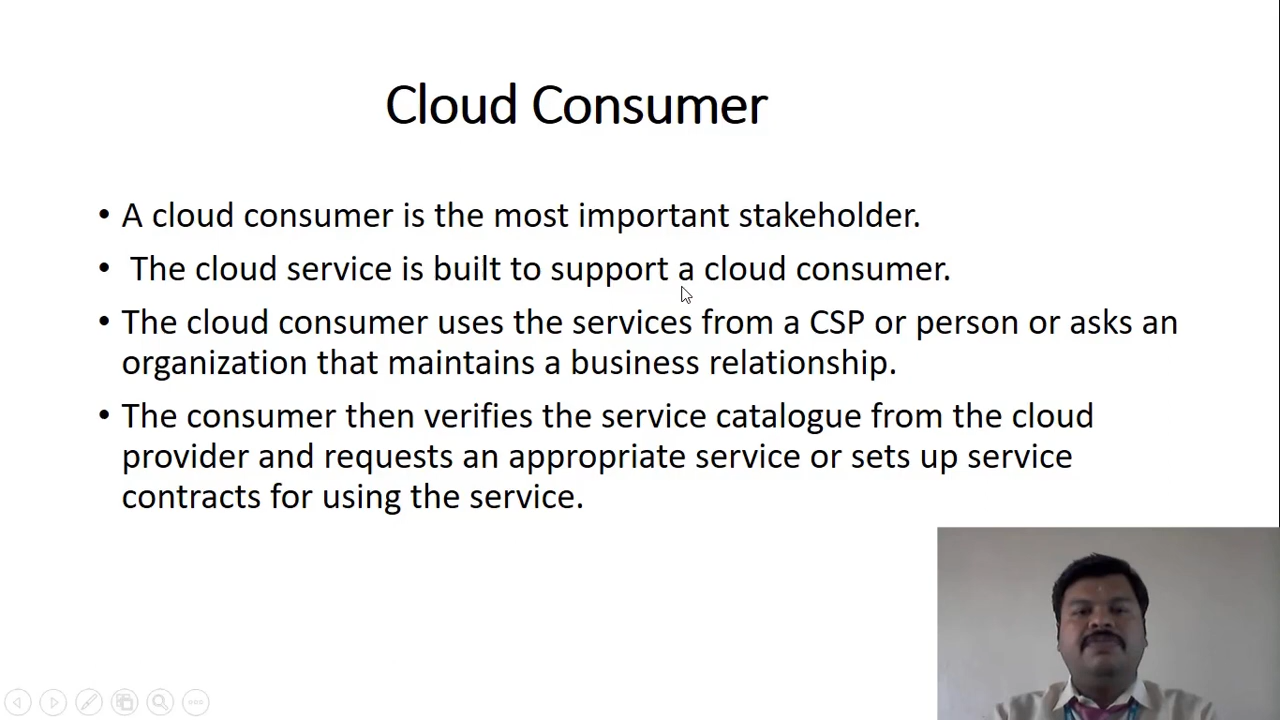 Cloud Consumer
• A cloud consumer is the most important stakeholder.
• The cloud service is built to support a cloud consumer.
• The cloud consumer uses the services from a CSP or person or asks an
organization that maintains a business relationship.
• The consumer then verifies the service catalogue from the cloud
provider and requests an appropriate service or sets up service
contracts for using the service.